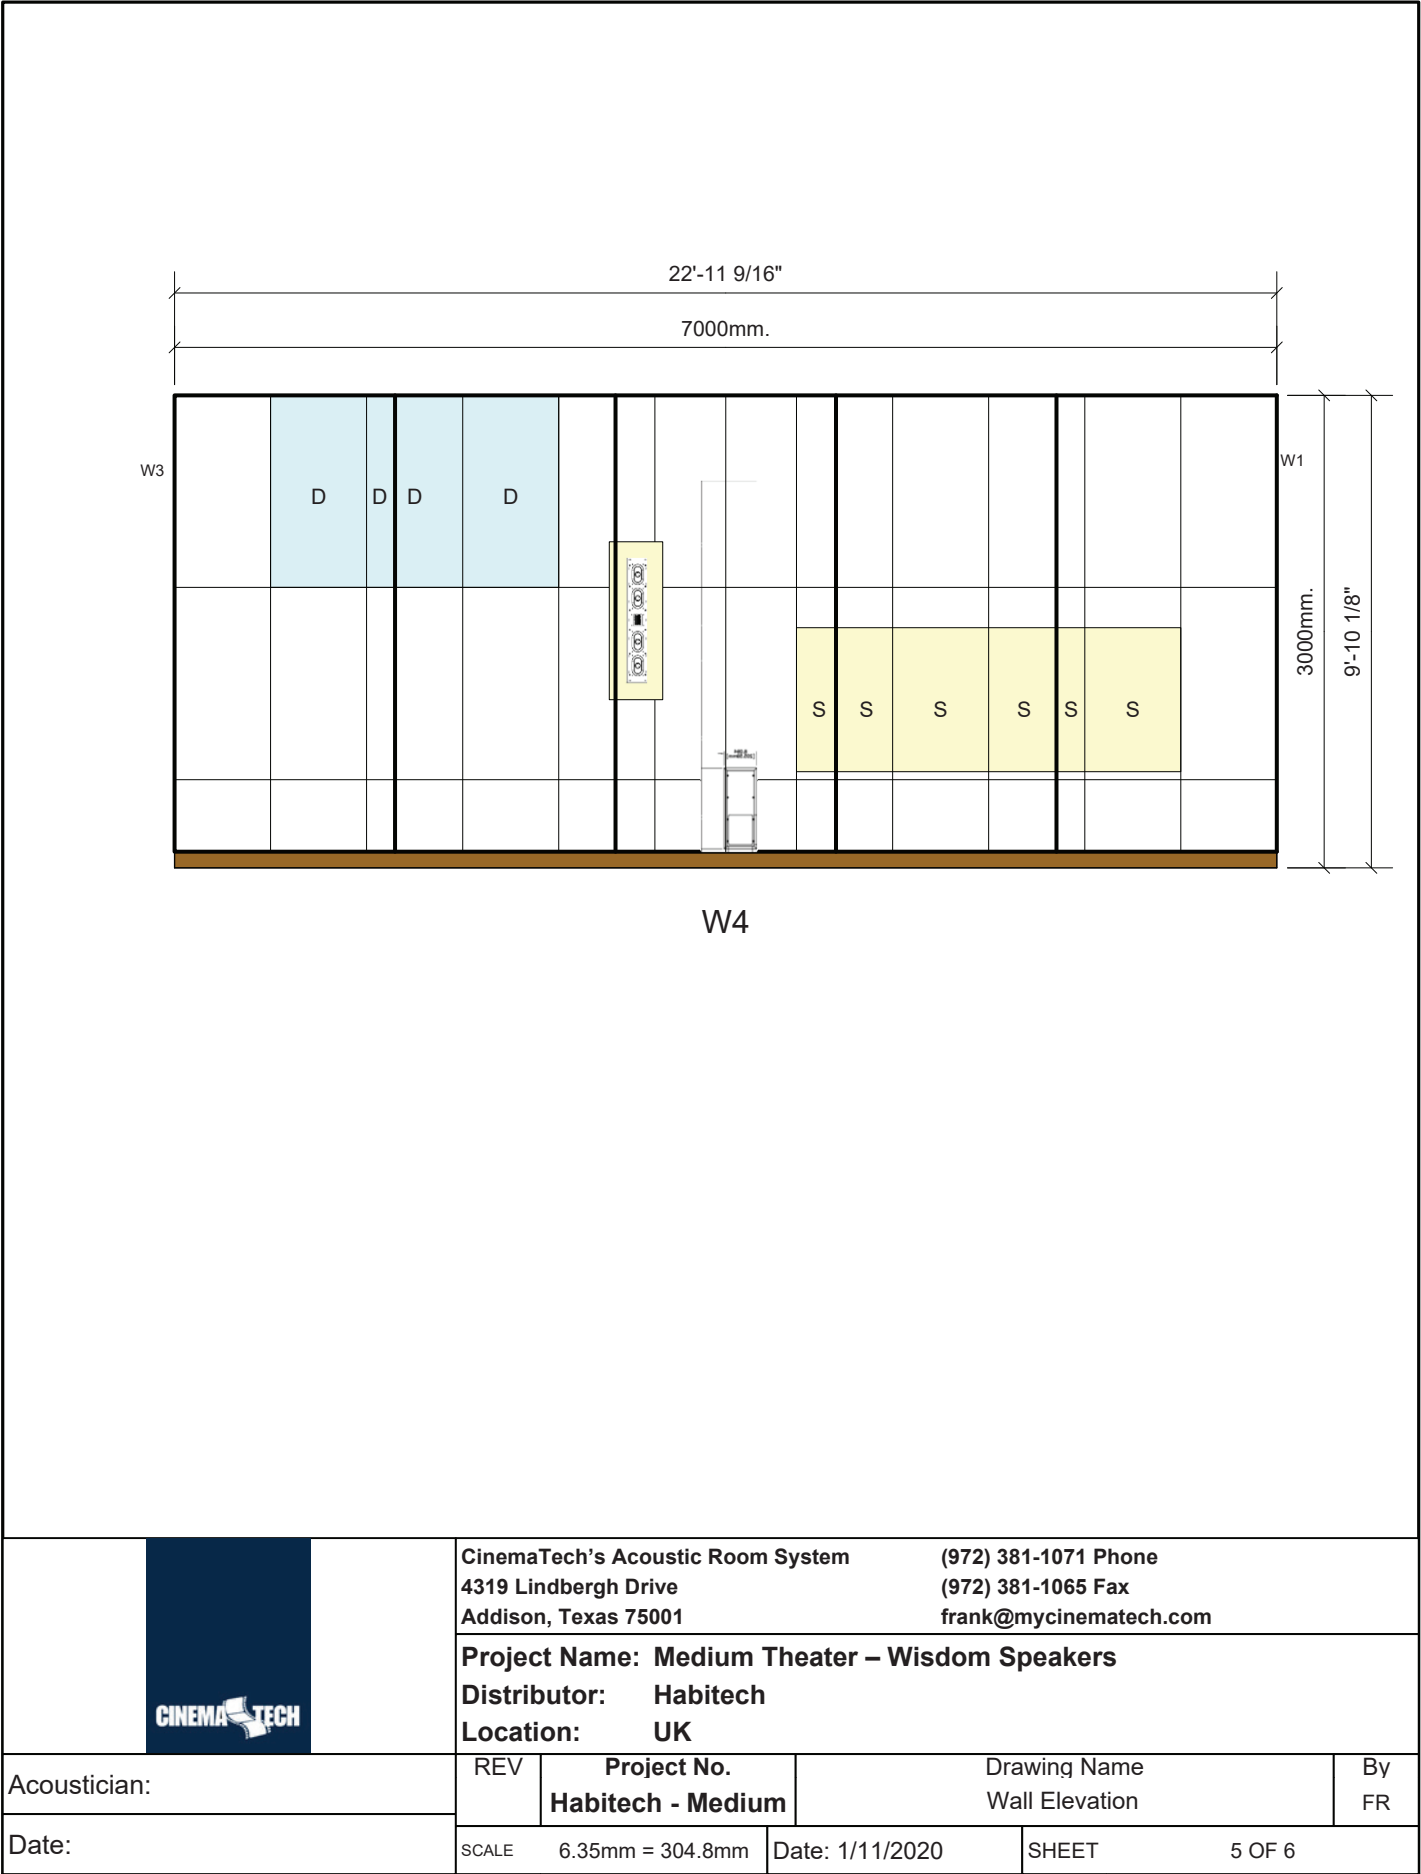 22'-11 9/16"
7000mm.
W3
W1
D D D D
3000mm.
9'-10 1/8"
S S S S S S
W4
CINEMA TECH
CinemaTech’s Acoustic Room System
4319 Lindbergh Drive
Addison, Texas 75001
(972) 381-1071 Phone
(972) 381-1065 Fax
frank@mycinematech.com
Project Name: Medium Theater – Wisdom Speakers
Distributor: Habitech
Location: UK
Acoustician:
Date:
REV
Project No.
Habitech - Medium
Drawing Name
Wall Elevation
By
FR
SCALE 6.35mm = 304.8mm
Date: 1/11/2020
SHEET 5 OF 6